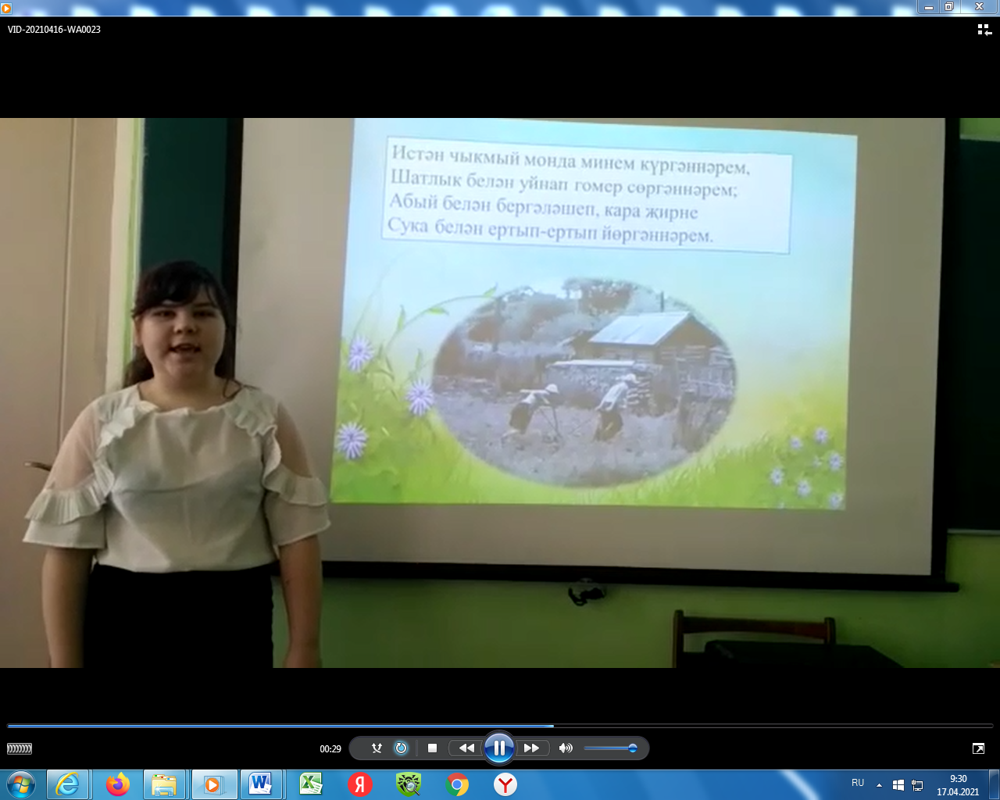 VID-20210416-WA0023
Истән чыкмый монда минем күргәннәрем,
Шатлык белән уйнап гомер сөргәннәрем;
Абый белән бергәләшеп, кара җирне
Сука белән ертып-ертып йөргәннәрем.
00:29
RU
9:30
17.04.2021